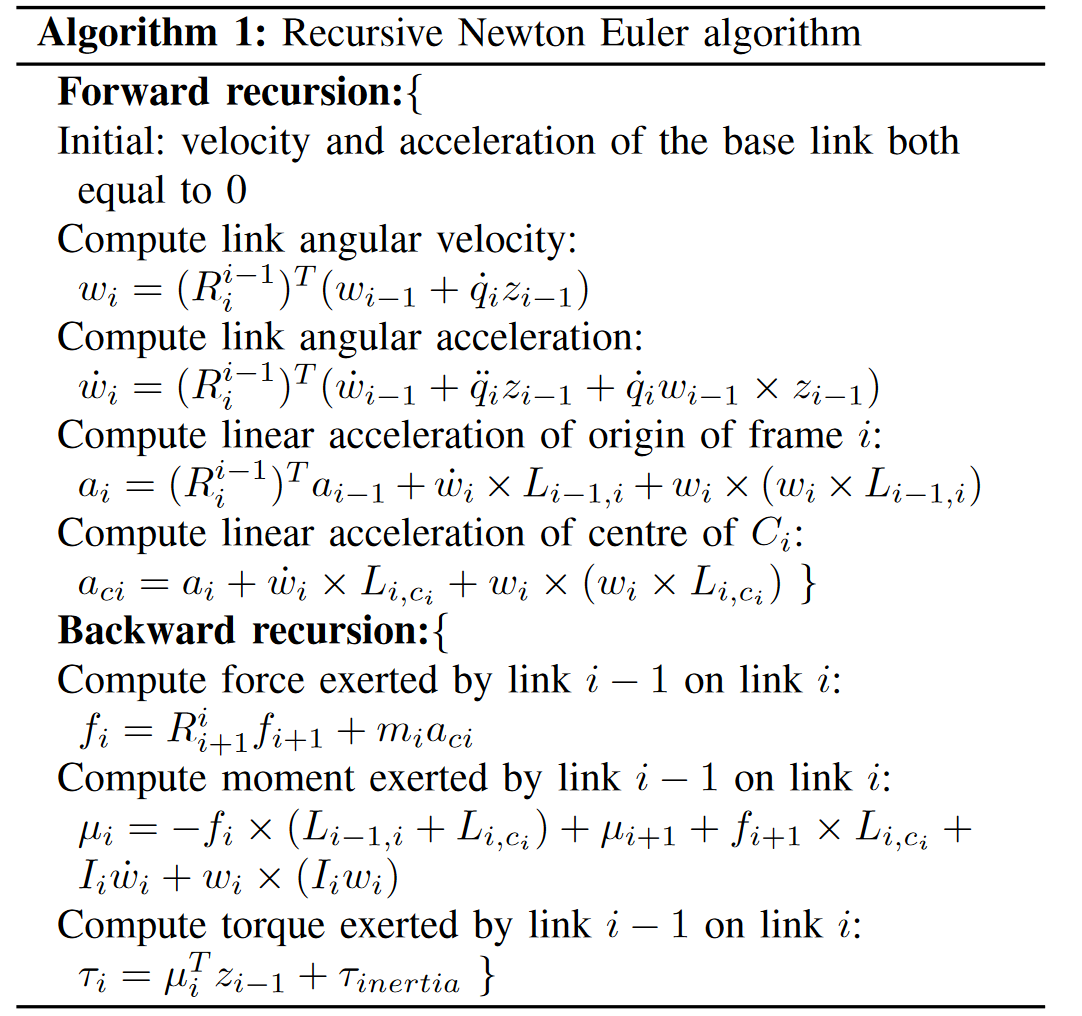 Algorithm 1: Recursive Newton Euler algorithm
Forward recursion:{
Initial: velocity and acceleration of the base link both
equal to 0
Compute link angular velocity:
$w_i = (R_i^{i-1})^T (w_{i-1} + \dot{q}_i z_{i-1})$
Compute link angular acceleration:
$\dot{w}_i = (R_i^{i-1})^T (\dot{w}_{i-1} + \ddot{q}_i z_{i-1} + \dot{q}_i w_{i-1} \times z_{i-1})$
Compute linear acceleration of origin of frame $i$:
$a_i = (R_i^{i-1})^T a_{i-1} + \dot{w}_i \times L_{i-1,i} + w_i \times (w_i \times L_{i-1,i})$
Compute linear acceleration of centre of $C_i$:
$a_{ci} = a_i + \dot{w}_i \times L_{i,c_i} + w_i \times (w_i \times L_{i,c_i})$ }
Backward recursion:{
Compute force exerted by link $i - 1$ on link $i$:
$f_i = R_{i+1}^i f_{i+1} + m_i a_{ci}$
Compute moment exerted by link $i - 1$ on link $i$:
$\mu_i = -f_i \times (L_{i-1,i} + L_{i,c_i}) + \mu_{i+1} + f_{i+1} \times L_{i,c_i} +$
$I_i \dot{w}_i + w_i \times (I_i w_i)$
Compute torque exerted by link $i - 1$ on link $i$:
$\tau_i = \mu_i^T z_{i-1} + \tau_{inertia}$ }